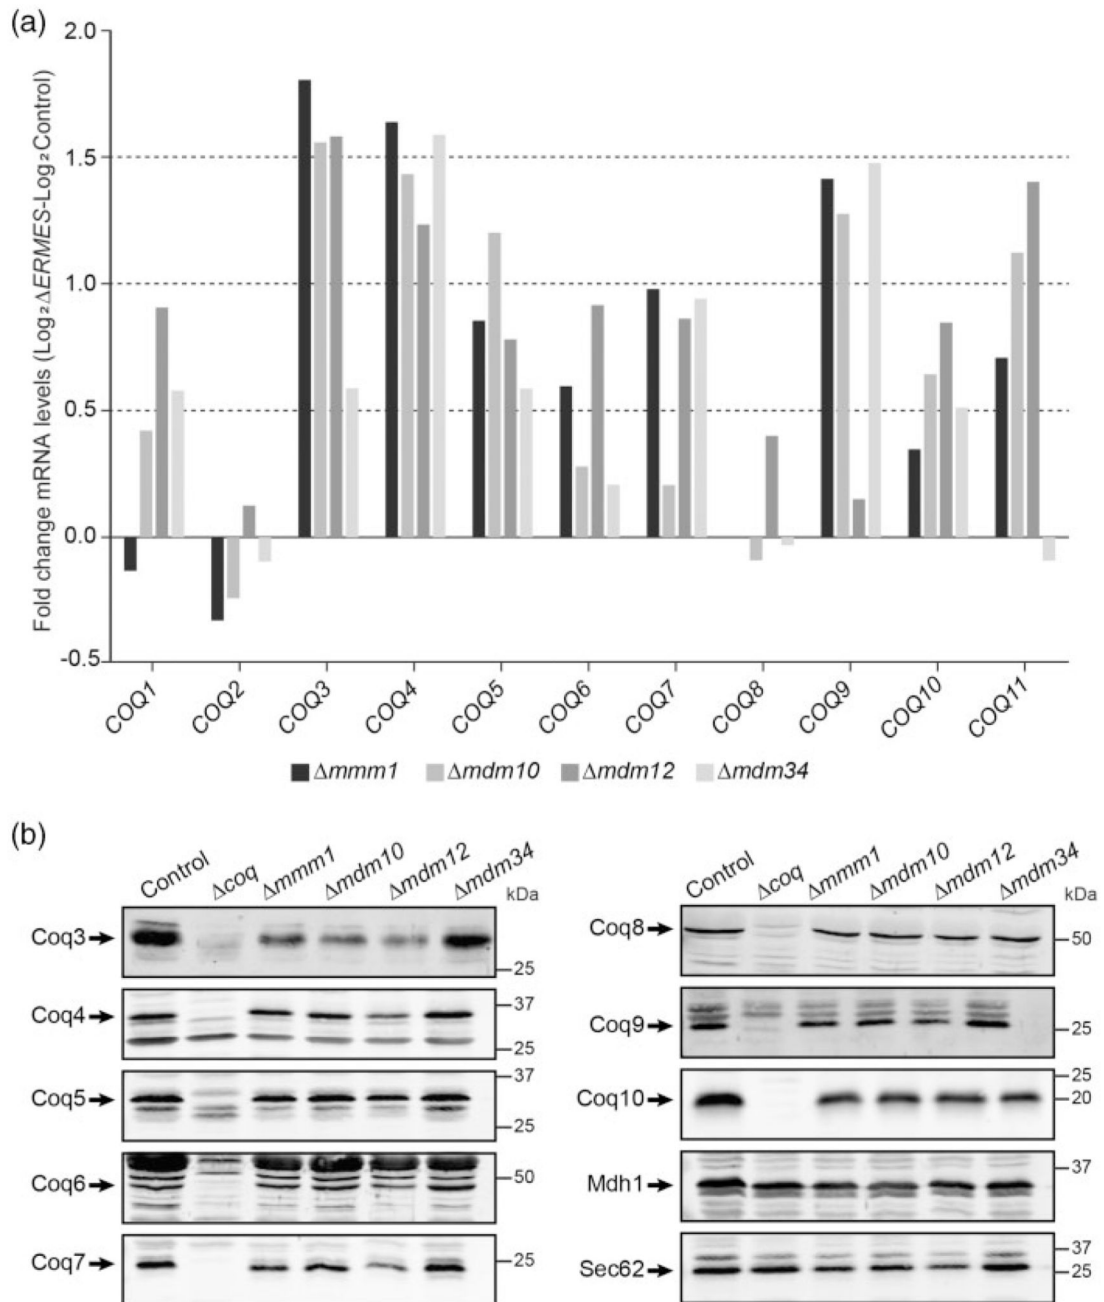 (a)
Fold change mRNA levels (Log₂ΔERMES-Log₂Control)
2.0
1.5
1.0
0.5
0.0
-0.5
COQ1 COQ2 COQ3 COQ4 COQ5 COQ6 COQ7 COQ8 COQ9 COQ10 COQ11
Δmmm1 Δmdm10 Δmdm12 Δmdm34
(b)
Control Δcoq Δmmm1 Δmdm10 Δmdm12 Δmdm34 kDa
Coq3 25
Coq4 37 25
Coq5 37 25
Coq6 50
Coq7 25
Control Δcoq Δmmm1 Δmdm10 Δmdm12 Δmdm34 kDa
Coq8 50
Coq9 25
Coq10 25 20
Mdh1 37
Sec62 37 25